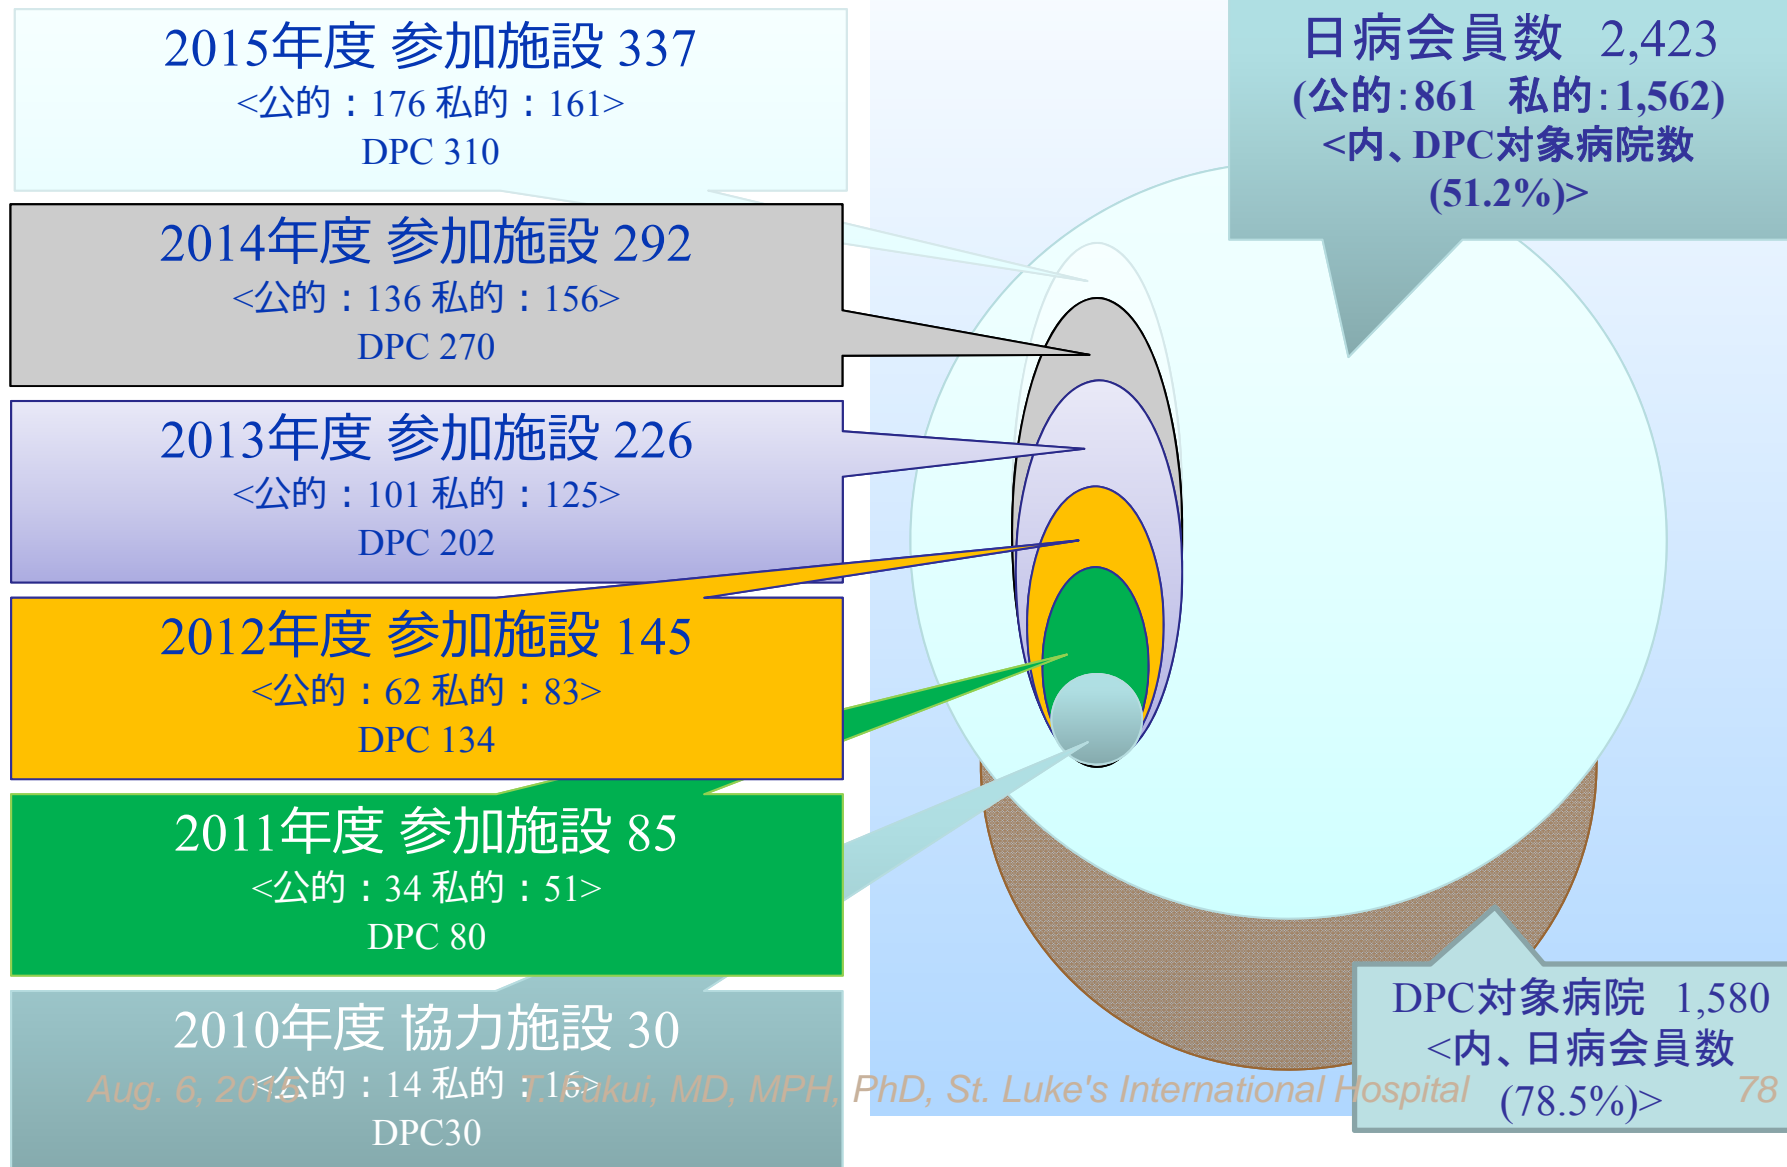 2015年度 参加施設 337
<公的：176 私的：161>
DPC 310
2014年度 参加施設 292
<公的：136 私的：156>
DPC 270
2013年度 参加施設 226
<公的：101 私的：125>
DPC 202
2012年度 参加施設 145
<公的：62 私的：83>
DPC 134
2011年度 参加施設 85
<公的：34 私的：51>
DPC 80
2010年度 協力施設 30
<公的：14 私的：16>
DPC30
日病会員数 2,423
(公的:861 私的:1,562)
<内、DPC対象病院数
(51.2%)>
DPC対象病院 1,580
<内、日病会員数
(78.5%)>
Aug. 6, 2015 T. Fukui, MD, MPH, PhD, St. Luke's International Hospital 78